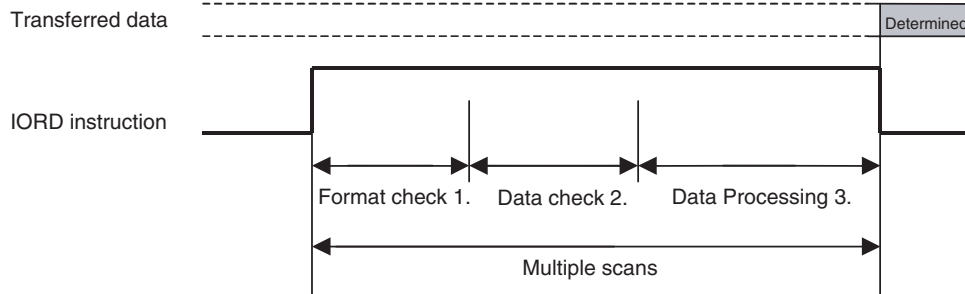 Transferred data
Determined
IORD instruction
Format check 1.
Data check 2.
Data Processing 3.
Multiple scans